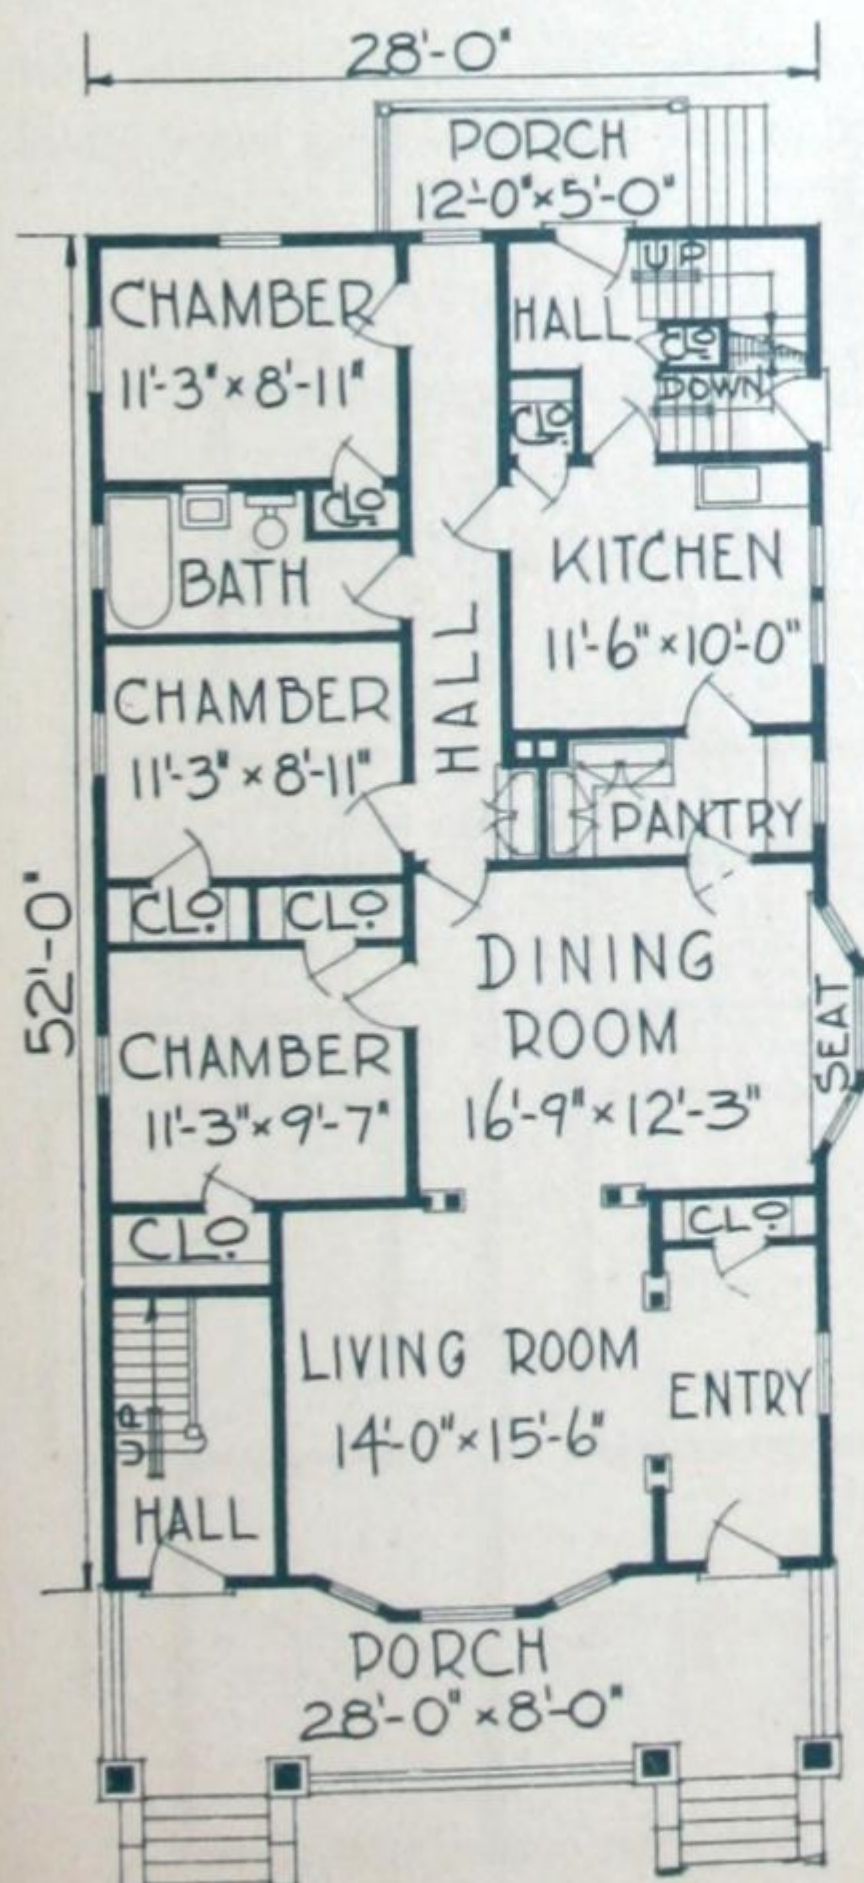 28'-0"
PORCH
12'-0"×5'-0"
CHAMBER
11'-3"×8'-11"
HALL
UP
CLO
DOWN
CLO
CLO
BATH
KITCHEN
11'-6"×10'-0"
HALL
CHAMBER
11'-3"×8'-11"
PANTRY
CLO
CLO
52'-0"
DINING
ROOM
16'-9"×12'-3"
SEAT
CHAMBER
11'-3"×9'-7"
CLO
CLO
LIVING ROOM
14'-0"×15'-6"
ENTRY
UP
HALL
PORCH
28'-0"×8'-0"